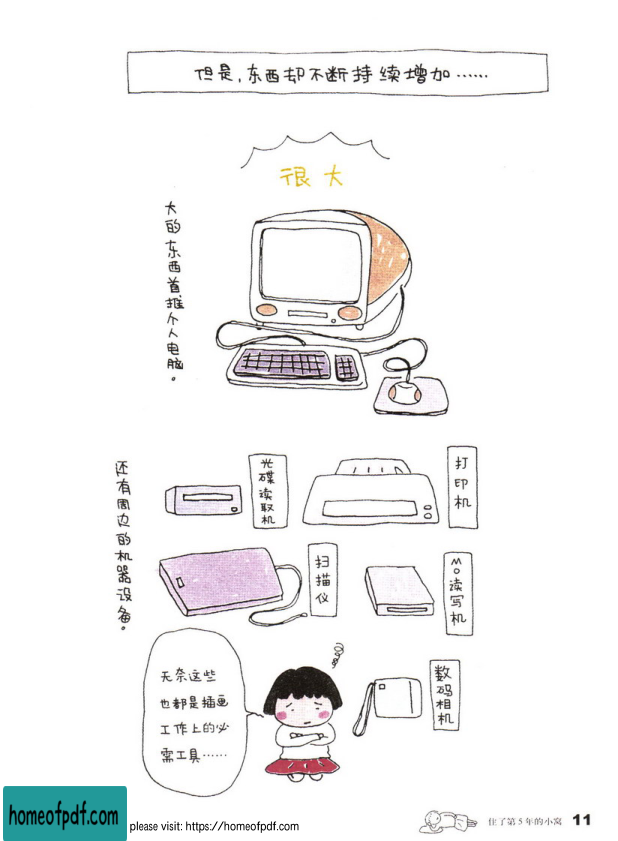 但是，东西却不断持续增加……
很大
大的东西首推个人电脑。
还有周边的机器设备。
光碟读取机
打印机
扫描仪
MO读写机
无奈这些
也都是插画
工作上的必
需工具……
数码相机
homeofpdf.com
please visit: https://homeofpdf.com
住了第5年的小寓 11